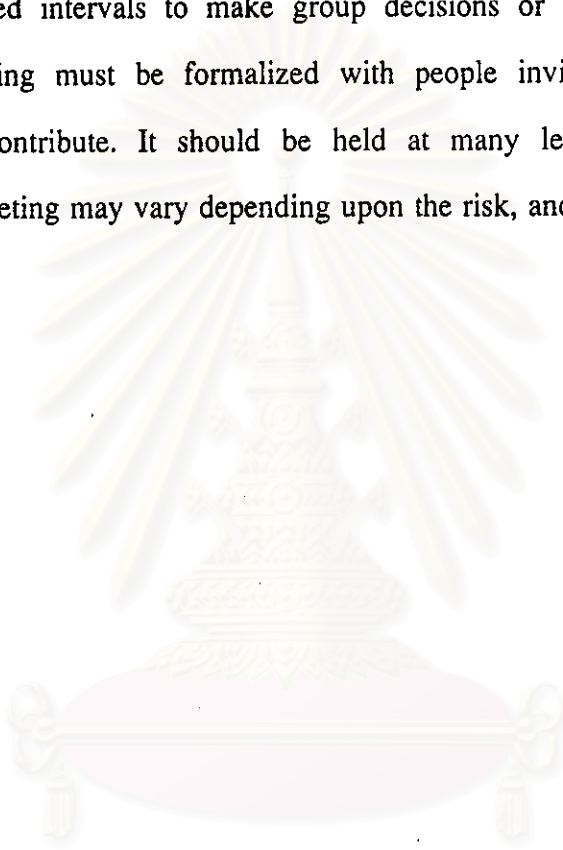 ed intervals to make group decisions or
ing must be formalized with people invi
ontribute. It should be held at many le
eting may vary depending upon the risk, and